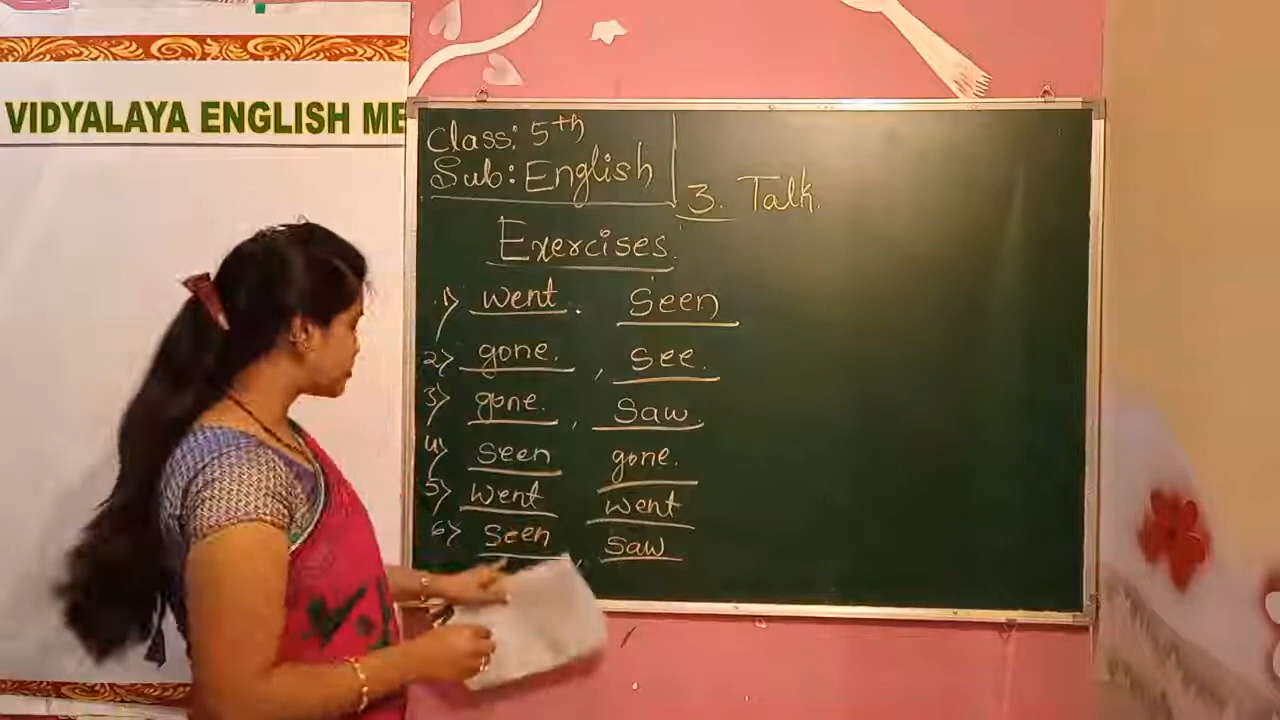 VIDYALAYA ENGLISH ME
Class: 5th
Sub: English
Exercises.
1) went. Seen
2) gone. , see.
3) gone. , Saw.
4) Seen gone.
5) went went
6) Seen , Saw
3. Talk.